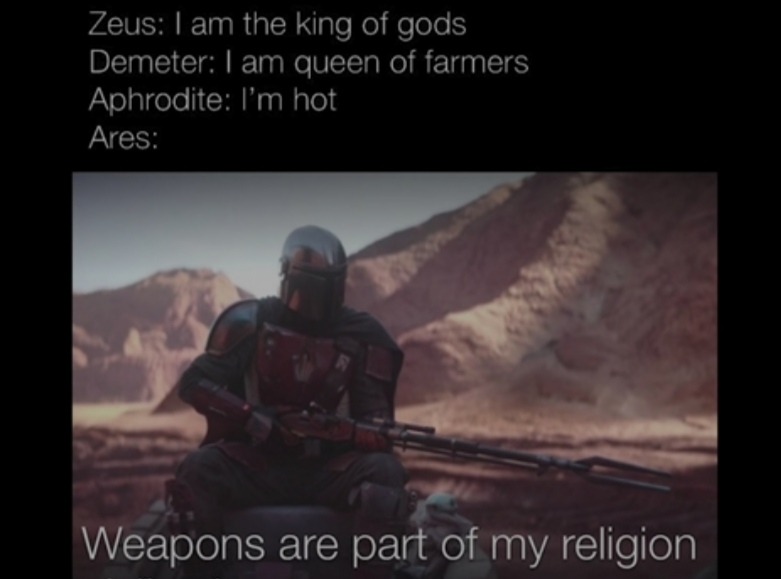 Zeus: I am the king of gods
Demeter: I am queen of farmers
Aphrodite: I'm hot
Ares:
Weapons are part of my religion